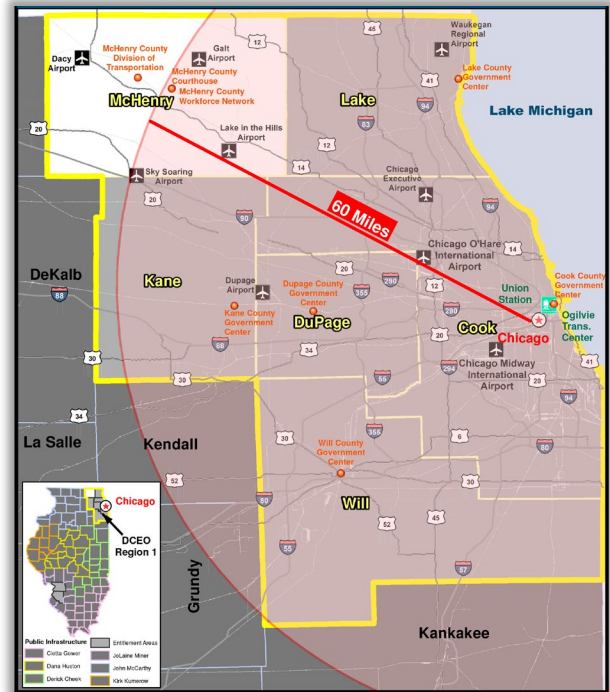 45
Waukegan
Regional
Airport
12
Galt
Airport
McHenry County
Division of
Transportation
Dacy
Airport
McHenry County
Courthouse
McHenry County
Workforce Network
McHenry
Lake
41
Lake County
Government
Center
94
Lake Michigan
20
83
Lake in the Hills
Airport
12
14
Sky Soaring
Airport
Chicago
Executive
Airport
20
60 Miles
94
90
14
Chicago O'Hare
International
Airport
DeKalb
88
Kane
20
290
12
355
Dupage
Airport
Dupage County
Government
Center
Union
Station
Cook County
Government
Center
Kane County
Government
Center
DuPage
290
Cook
Chicago
Ogilvie
Trans.
Center
88
34
30
30
Chicago Midway
International
Airport
41
294
55
20
94
34
La Salle
Kendall
30
355
6
80
Will County
Government
Center
52
30
80
Will
52
45
55
57
Grundy
Kankakee
Chicago
DCEO
Region 1
Public Infrastructure
Entitlement Areas
Cletta Gower
JoLaine Miner
Dana Huston
John McCarthy
Derick Cheek
Kirk Kumerow